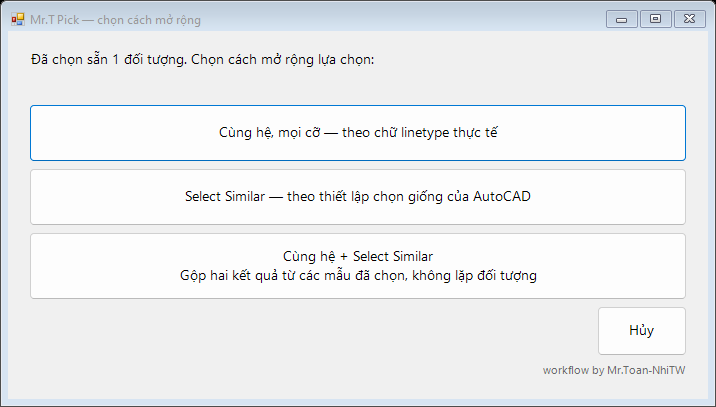 Mr.T Pick — chọn cách mở rộng
Đã chọn sẵn 1 đối tượng. Chọn cách mở rộng lựa chọn:
Cùng hệ, mọi cỡ — theo chữ linetype thực tế
Select Similar — theo thiết lập chọn giống của AutoCAD
Cùng hệ + Select Similar
Gộp hai kết quả từ các mẫu đã chọn, không lặp đối tượng
Hủy
workflow by Mr.Toan-NhiTW